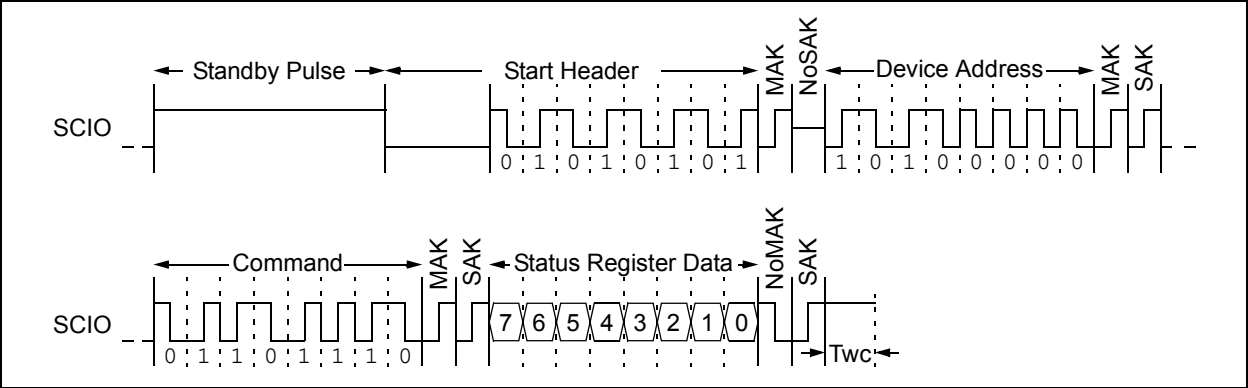 Standby Pulse Start Header MAK NoSAK Device Address MAK SAK
SCIO
0 1 0 1 0 1 0 1 1 0 1 0 0 0 0 0
Command MAK SAK Status Register Data NoMAK SAK
SCIO 7 6 5 4 3 2 1 0
0 1 1 0 1 1 1 0 Twc